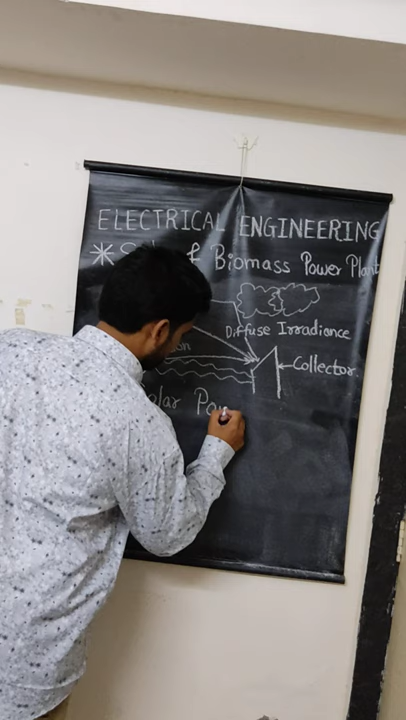 ELECTRICAL ENGINEERING
* Biomass Power Plant
Diffuse Irradiance
Collector